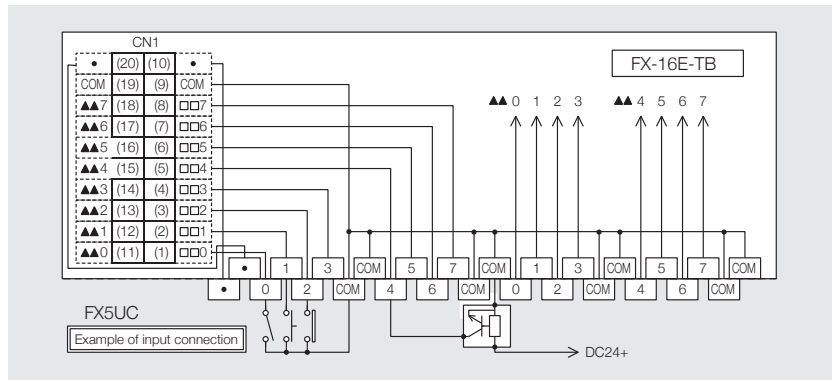 CN1
• (20) (10) •
COM (19) (9) COM
▲▲7 (18) (8) □□7
▲▲6 (17) (7) □□6
▲▲5 (16) (6) □□5
▲▲4 (15) (5) □□4
▲▲3 (14) (4) □□3
▲▲2 (13) (3) □□2
▲▲1 (12) (2) □□1
▲▲0 (11) (1) □□0
FX-16E-TB
▲▲ 0 1 2 3 ▲▲ 4 5 6 7
• 1 3 COM 5 7 COM 1 3 COM 5 7 COM
• 0 2 COM 4 6 COM 0 2 COM 4 6 COM
FX5UC
Example of input connection
DC24+